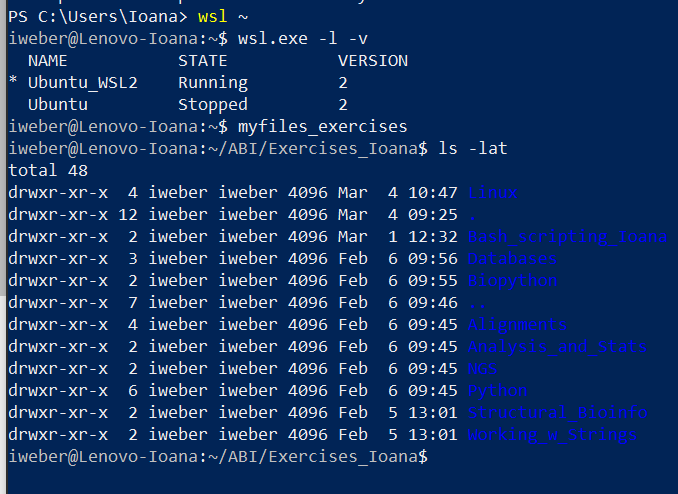 PS C:\Users\Ioana> wsl ~
iweber@Lenovo-Ioana:~$ wsl.exe -l -v
NAME STATE VERSION
* Ubuntu_WSL2 Running 2
Ubuntu Stopped 2
iweber@Lenovo-Ioana:~$ myfiles_exercises
iweber@Lenovo-Ioana:~/ABI/Exercises_Ioana$ ls -lat
total 48
drwxr-xr-x 4 iweber iweber 4096 Mar 4 10:47 Linux
drwxr-xr-x 12 iweber iweber 4096 Mar 4 09:25 .
drwxr-xr-x 2 iweber iweber 4096 Mar 1 12:32 Bash scripting Ioana
drwxr-xr-x 3 iweber iweber 4096 Feb 6 09:56 Databases
drwxr-xr-x 2 iweber iweber 4096 Feb 6 09:55 Biopython
drwxr-xr-x 7 iweber iweber 4096 Feb 6 09:46 ..
drwxr-xr-x 4 iweber iweber 4096 Feb 6 09:45 Alignments
drwxr-xr-x 2 iweber iweber 4096 Feb 6 09:45 Analysis and Stats
drwxr-xr-x 2 iweber iweber 4096 Feb 6 09:45 NGS
drwxr-xr-x 6 iweber iweber 4096 Feb 6 09:45 Python
drwxr-xr-x 2 iweber iweber 4096 Feb 5 13:01 Structural Bioinfo
drwxr-xr-x 2 iweber iweber 4096 Feb 5 13:01 Working w Strings
iweber@Lenovo-Ioana:~/ABI/Exercises_Ioana$